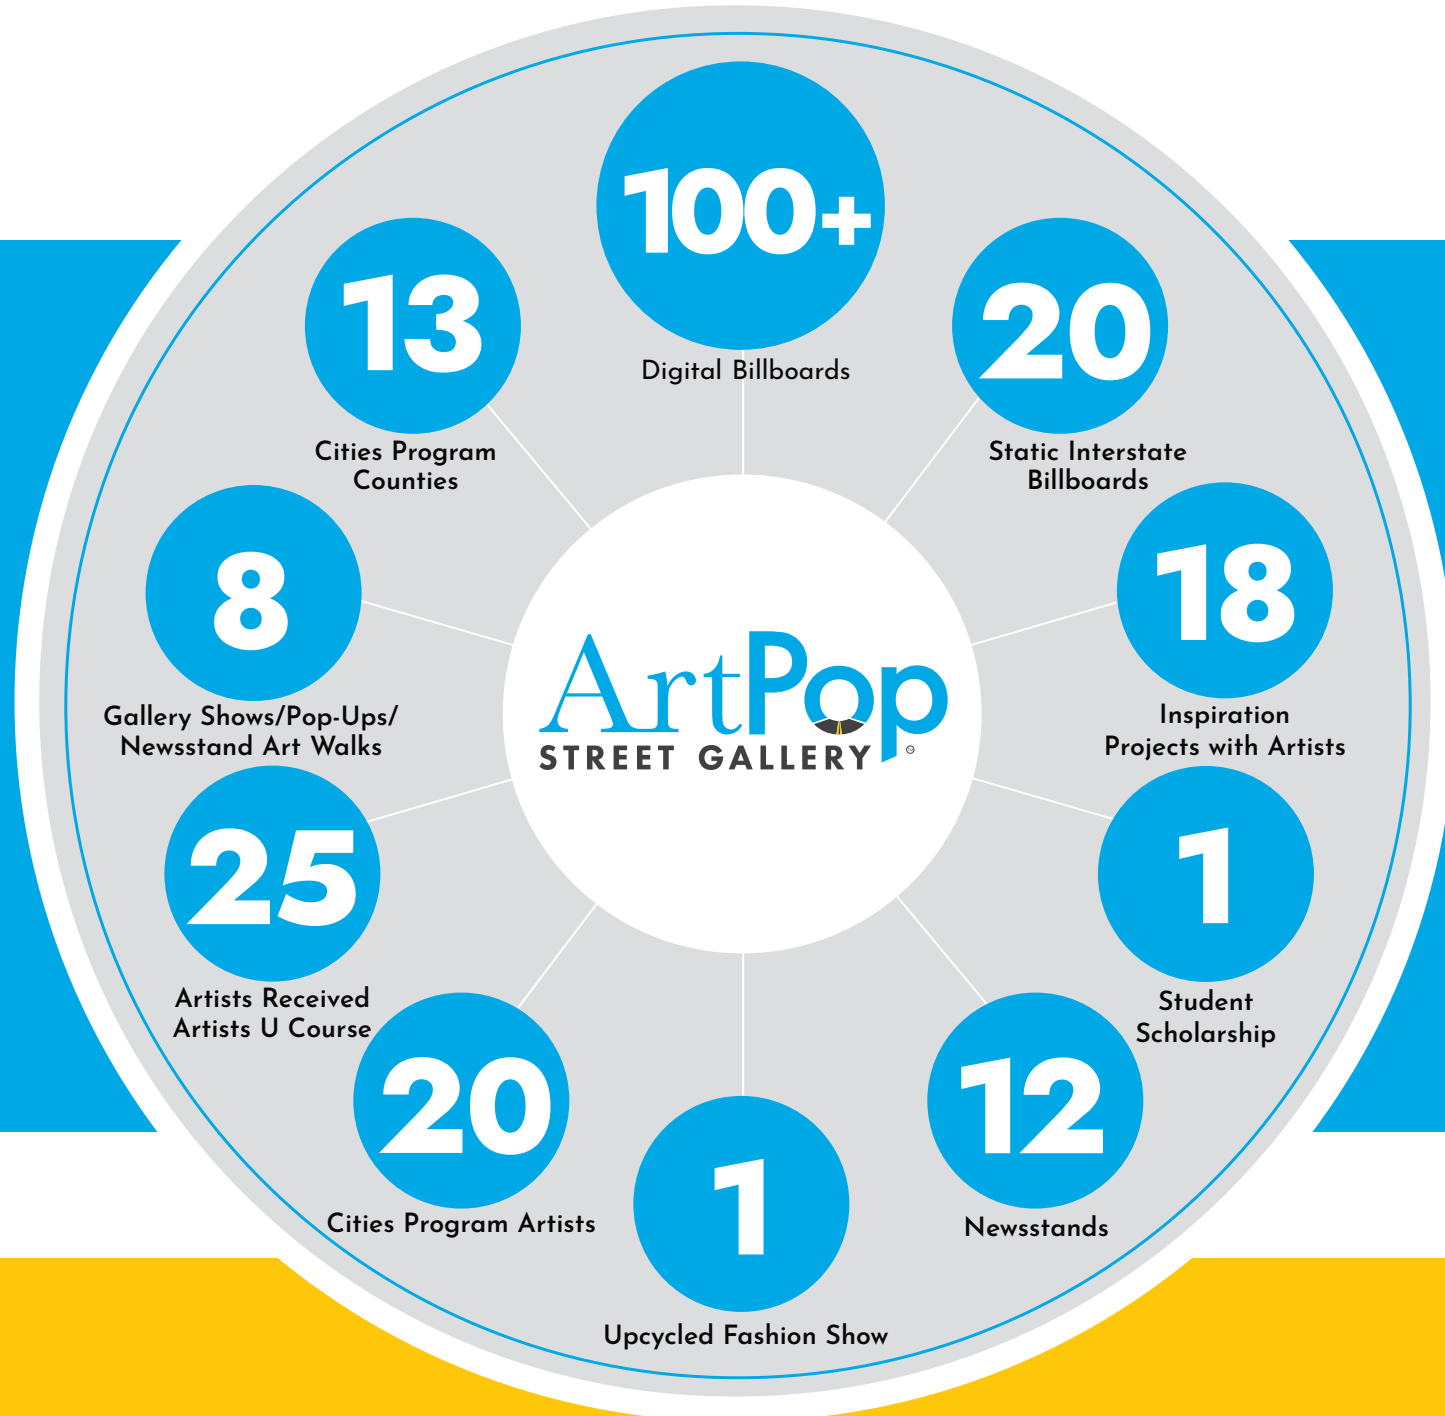 100+
Digital Billboards
20
Static Interstate
Billboards
18
Inspiration
Projects with Artists
1
Student
Scholarship
12
Newsstands
1
Upcycled Fashion Show
20
Cities Program Artists
25
Artists Received
Artists U Course
8
Gallery Shows/Pop-Ups/
Newsstand Art Walks
13
Cities Program
Counties
ArtPop
STREET GALLERY